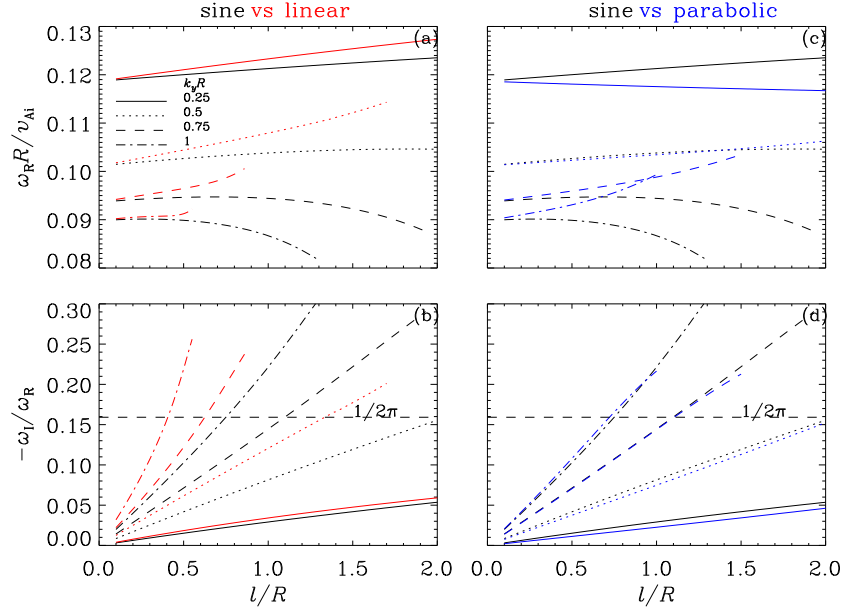 sine vs linear
sine vs parabolic
0.13
0.12
0.11
0.10
0.09
0.08
ω_R R/v_Ai
(a)
k_y R
0.25
0.5
0.75
1
(c)
0.30
0.25
0.20
0.15
0.10
0.05
0.00
−ω_I/ω_R
(b)
1/2π
(d)
1/2π
0.0 0.5 1.0 1.5 2.0
0.0 0.5 1.0 1.5 2.0
l/R
l/R